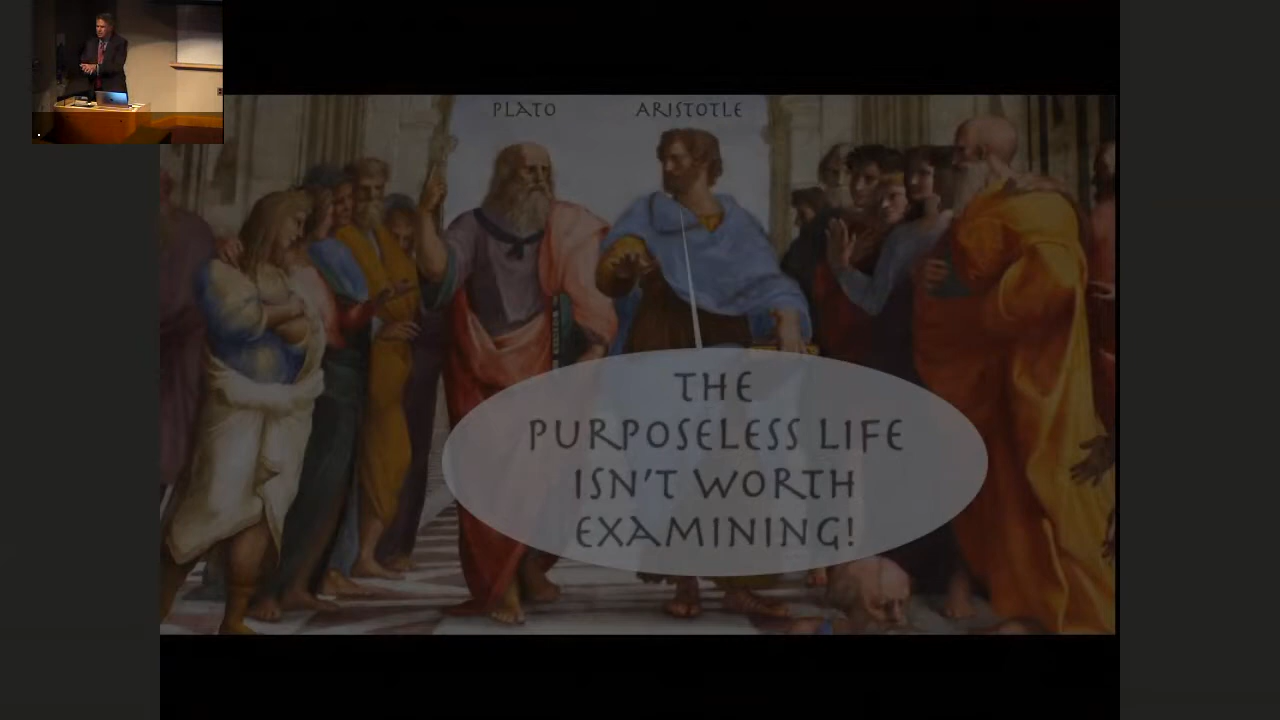 PLATO
ARISTOTLE
THE
PURPOSELESS LIFE
ISN'T WORTH
EXAMINING!